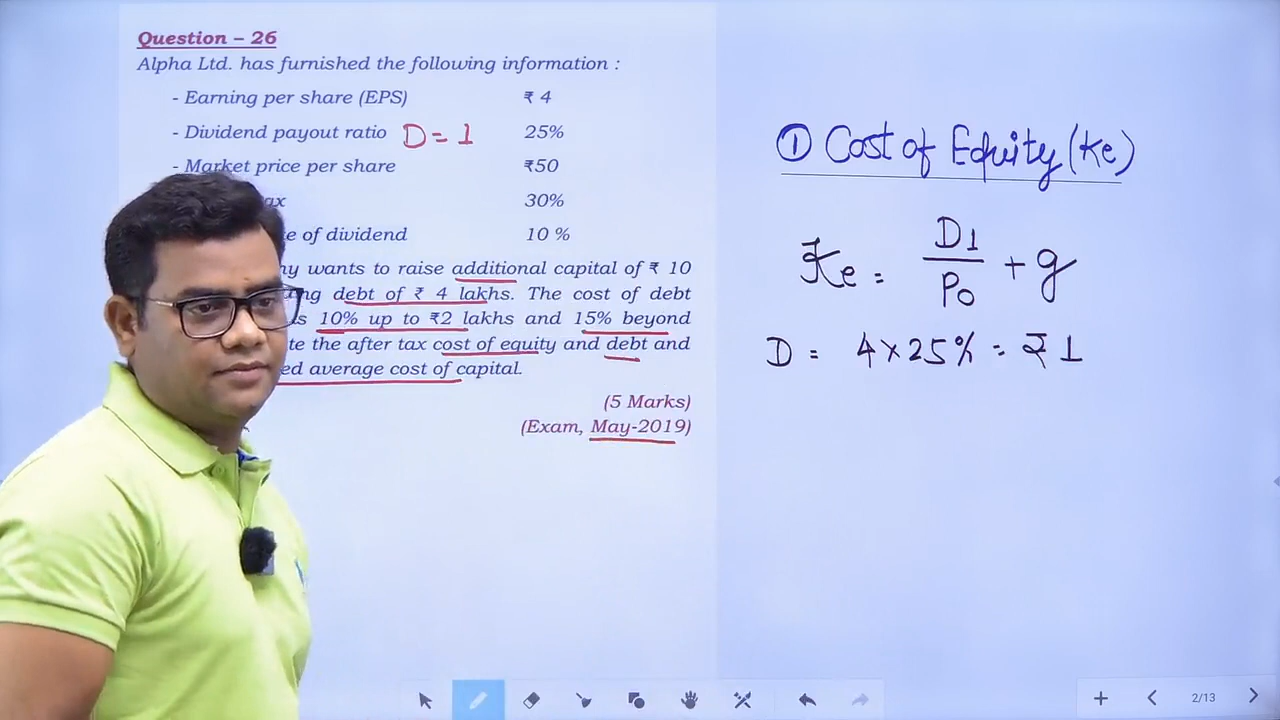 Question – 26
Alpha Ltd. has furnished the following information :
- Earning per share (EPS) ₹ 4
- Dividend payout ratio D = 1 25%
- Market price per share ₹50
ax 30%
e of dividend 10 %
ny wants to raise additional capital of ₹ 10
ing debt of ₹ 4 lakhs. The cost of debt
s 10% up to ₹2 lakhs and 15% beyond
te the after tax cost of equity and debt and
ed average cost of capital.
(5 Marks)
(Exam, May-2019)
① Cost of Equity (Ke)
Ke = D1 / P0 + g
D = 4 × 25% = ₹ 1
2/13